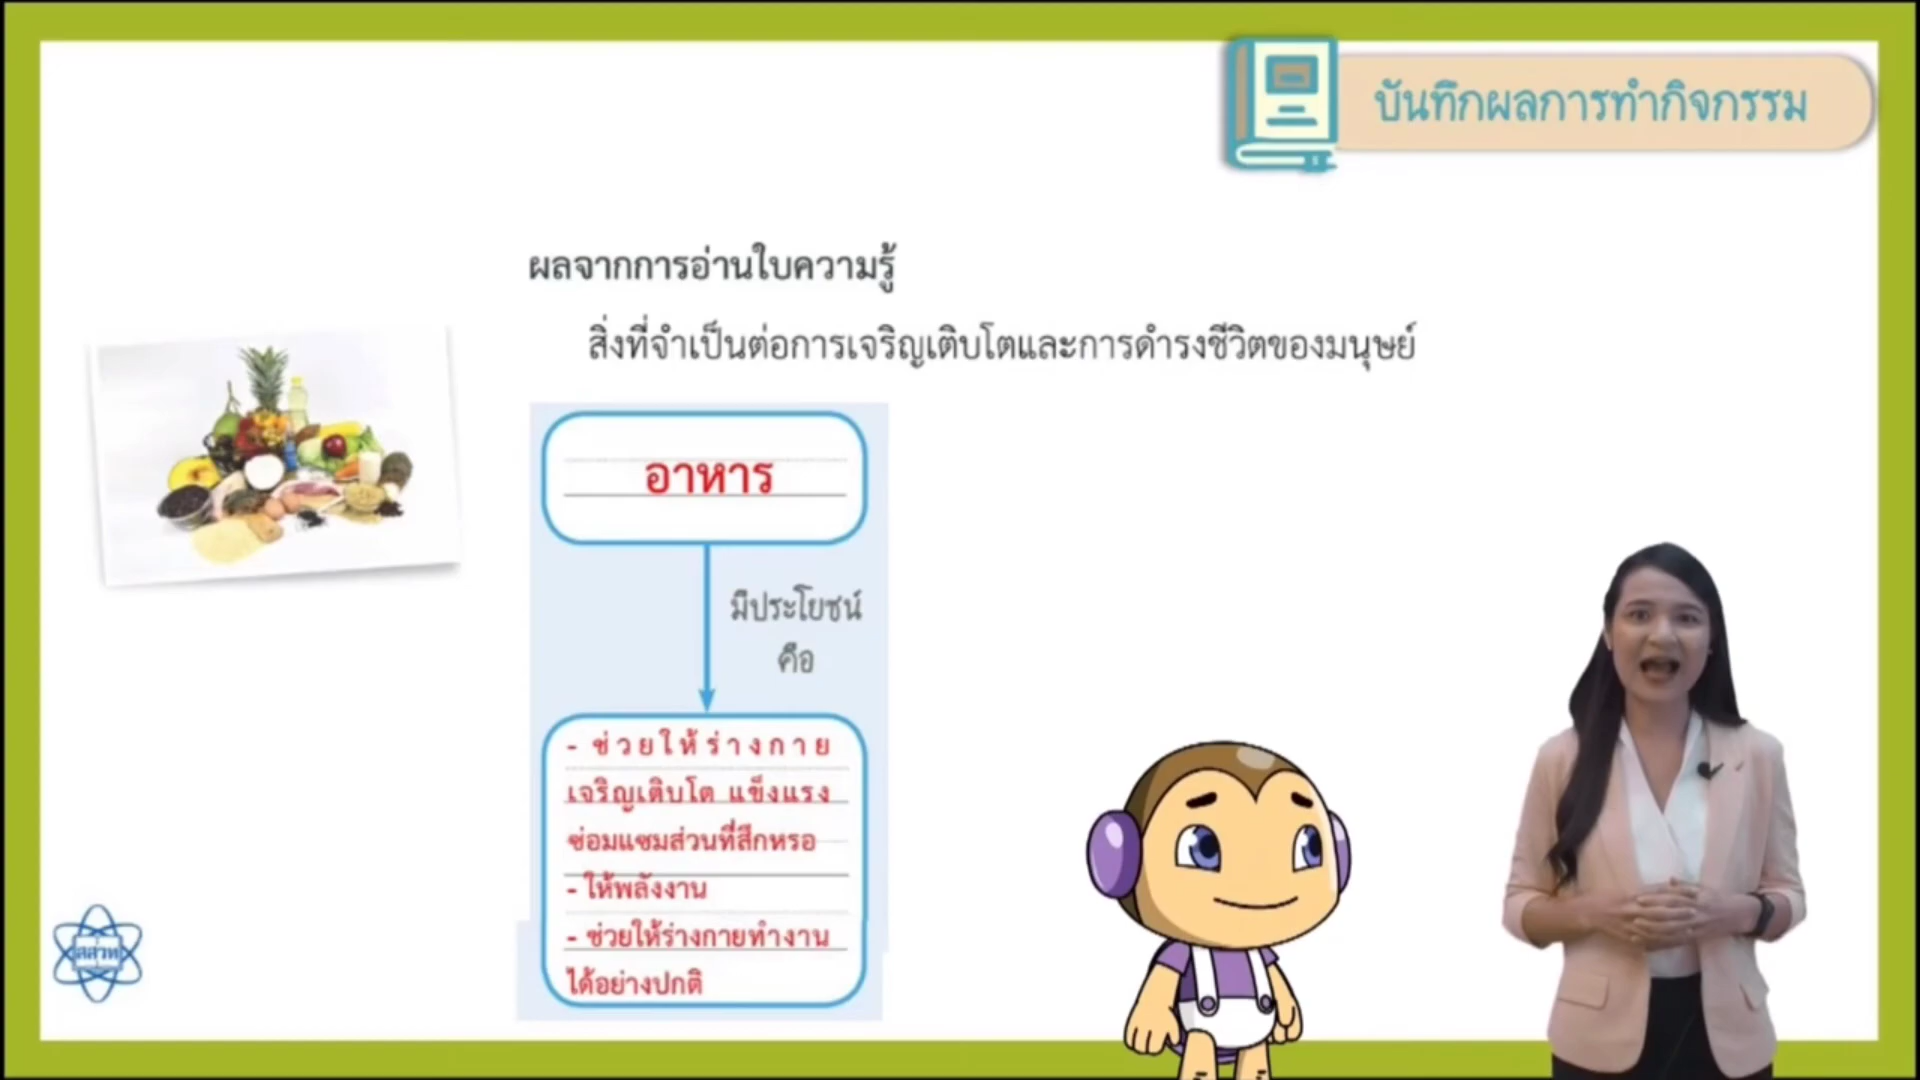 บันทึกผลการทำกิจกรรม
ผลจากการอ่านใบความรู้
สิ่งที่จำเป็นต่อการเจริญเติบโตและการดำรงชีวิตของมนุษย์
อาหาร
มีประโยชน์
คือ
- ช่วยให้ร่างกาย
เจริญเติบโต แข็งแรง
ซ่อมแซมส่วนที่สึกหรอ
- ให้พลังงาน
- ช่วยให้ร่างกายทำงาน
ได้อย่างปกติ
สสวท